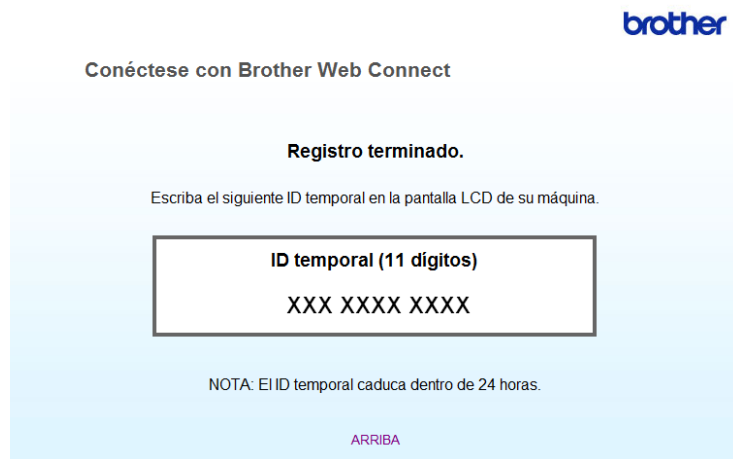 brother
Conéctese con Brother Web Connect
Registro terminado.
Escriba el siguiente ID temporal en la pantalla LCD de su máquina.
ID temporal (11 dígitos)
XXX XXXX XXXX
NOTA: El ID temporal caduca dentro de 24 horas.
ARRIBA